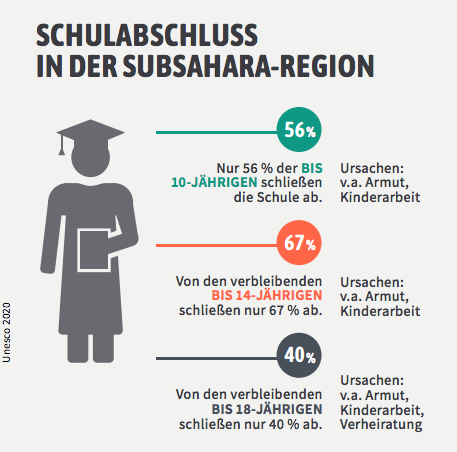 SCHULABSCHLUSS
IN DER SUBSAHARA-REGION
56%
Nur 56 % der BIS
10-JÄHRIGEN schließen
die Schule ab.
Ursachen:
v.a. Armut,
Kinderarbeit
67%
Von den verbleibenden
BIS 14-JÄHRIGEN
schließen nur 67 % ab.
Ursachen:
v.a. Armut,
Kinderarbeit
40%
Von den verbleibenden
BIS 18-JÄHRIGEN
schließen nur 40 % ab.
Ursachen:
v.a. Armut,
Kinderarbeit,
Verheiratung
Unesco 2020